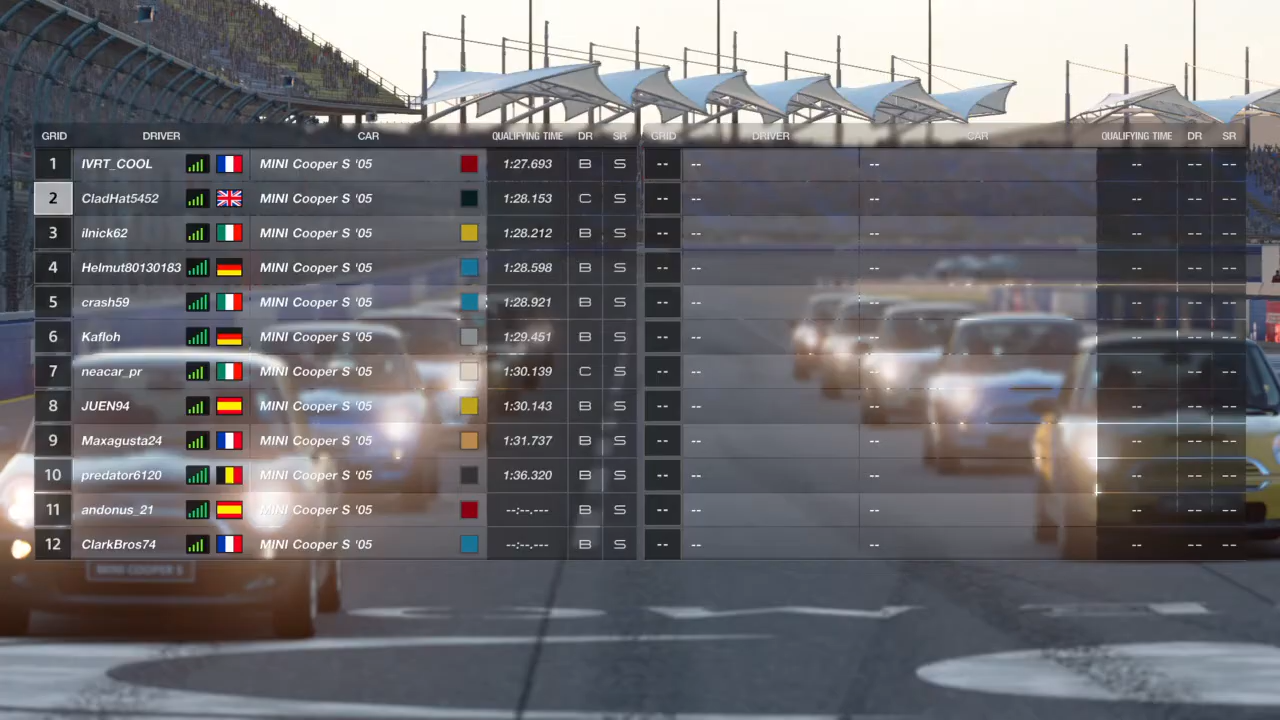 GRID DRIVER CAR QUALIFYING TIME DR SR GRID DRIVER CAR QUALIFYING TIME DR SR
1 IVRT_COOL MINI Cooper S '05 1:27.693 B S -- -- -- -- -- --
2 CladHat5452 MINI Cooper S '05 1:28.153 C S -- -- -- -- -- --
3 ilnick62 MINI Cooper S '05 1:28.212 B S -- -- -- -- -- --
4 Helmut80130183 MINI Cooper S '05 1:28.598 B S -- -- -- -- -- --
5 crash59 MINI Cooper S '05 1:28.921 B S -- -- -- -- -- --
6 Kafloh MINI Cooper S '05 1:29.451 B S -- -- -- -- -- --
7 neacar_pr MINI Cooper S '05 1:30.139 C S -- -- -- -- -- --
8 JUEN94 MINI Cooper S '05 1:30.143 B S -- -- -- -- -- --
9 Maxagusta24 MINI Cooper S '05 1:31.737 B S -- -- -- -- -- --
10 predator6120 MINI Cooper S '05 1:36.320 B S -- -- -- -- -- --
11 andonus_21 MINI Cooper S '05 --:--.--- B S -- -- -- -- -- --
12 ClarkBros74 MINI Cooper S '05 --:--.--- B S -- -- -- -- -- --
MINI COOPER S